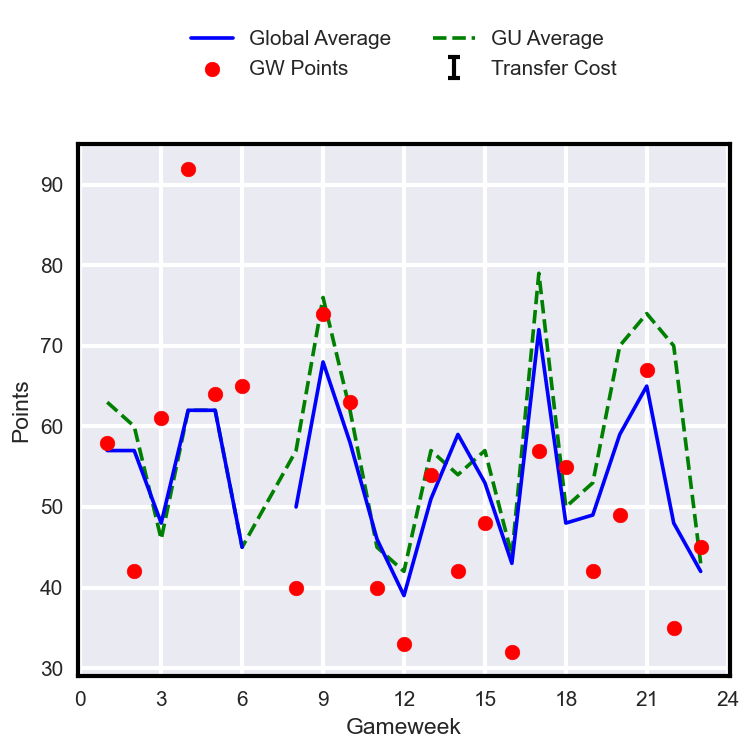 Global Average
GU Average
GW Points
Transfer Cost
90
80
70
60
50
40
30
Points
0 3 6 9 12 15 18 21 24
Gameweek